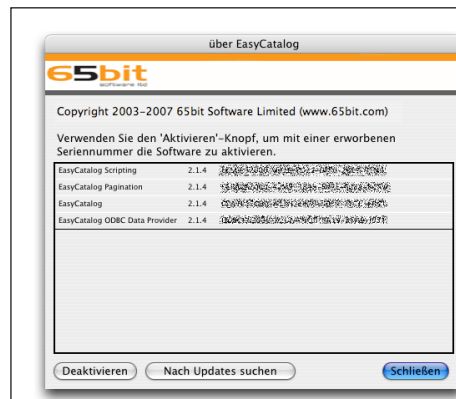 über EasyCatalog
65bit
software ltd
Copyright 2003–2007 65bit Software Limited (www.65bit.com)
Verwenden Sie den 'Aktivieren'-Knopf, um mit einer erworbenen
Seriennummer die Software zu aktivieren.
EasyCatalog Scripting 2.1.4
EasyCatalog Pagination 2.1.4
EasyCatalog 2.1.4
EasyCatalog ODBC Data Provider 2.1.4
Deaktivieren Nach Updates suchen Schließen